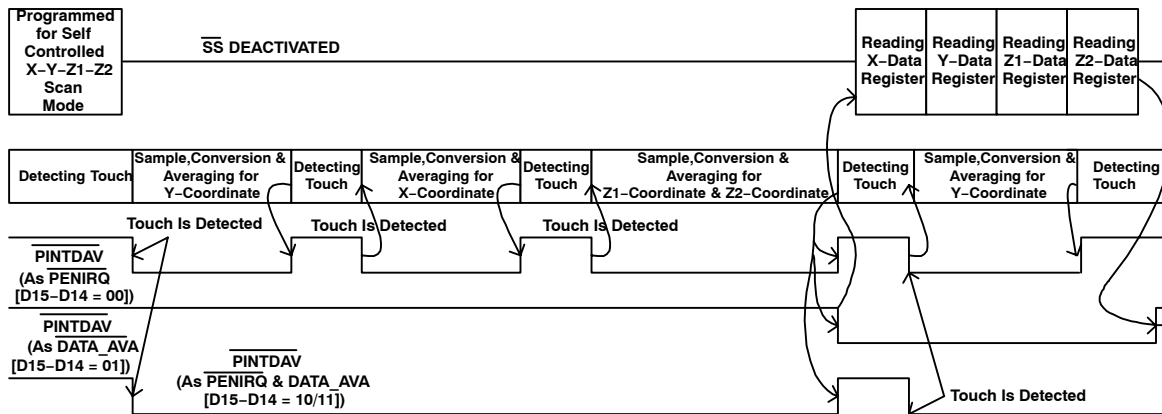 Programmed
for Self
Controlled
X−Y−Z1−Z2
Scan
Mode
SS DEACTIVATED
Reading
X−Data
Register
Reading
Y−Data
Register
Reading
Z1−Data
Register
Reading
Z2−Data
Register
Detecting Touch
Sample,Conversion &
Averaging for
Y−Coordinate
Detecting
Touch
Sample,Conversion &
Averaging for
X−Coordinate
Detecting
Touch
Sample,Conversion &
Averaging for
Z1−Coordinate & Z2−Coordinate
Detecting
Touch
Sample,Conversion &
Averaging for
Y−Coordinate
Detecting
Touch
Touch Is Detected
Touch Is Detected
Touch Is Detected
PINTDAV
(As PENIRQ
[D15−D14 = 00])
PINTDAV
(As DATA_AVA
[D15−D14 = 01])
PINTDAV
(As PENIRQ & DATA_AVA
[D15−D14 = 10/11])
Touch Is Detected